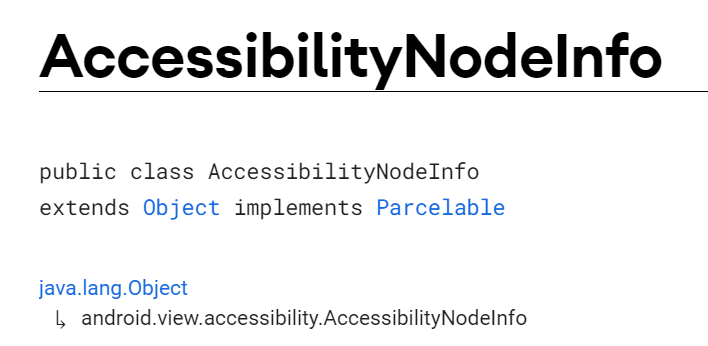 AccessibilityNodeInfo
public class AccessibilityNodeInfo
extends Object implements Parcelable
java.lang.Object
↳ android.view.accessibility.AccessibilityNodeInfo